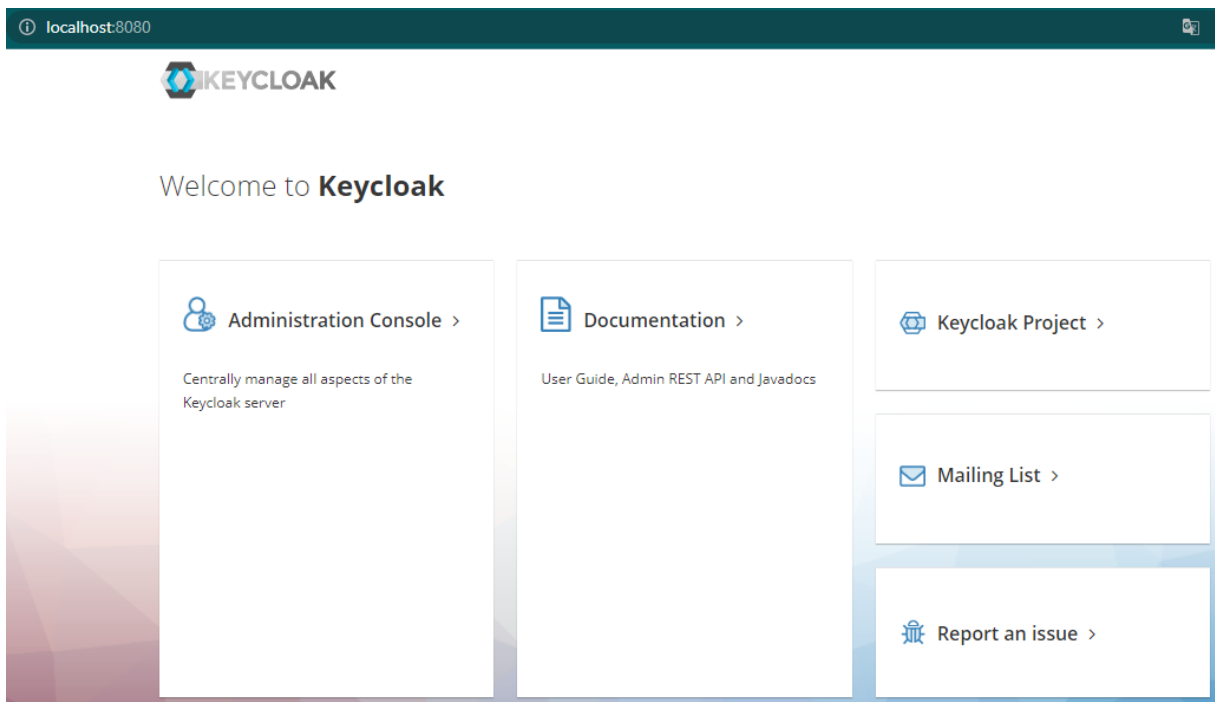 localhost:8080
KEYCLOAK
Welcome to Keycloak
Administration Console >
Centrally manage all aspects of the
Keycloak server
Documentation >
User Guide, Admin REST API and Javadocs
Keycloak Project >
Mailing List >
Report an issue >